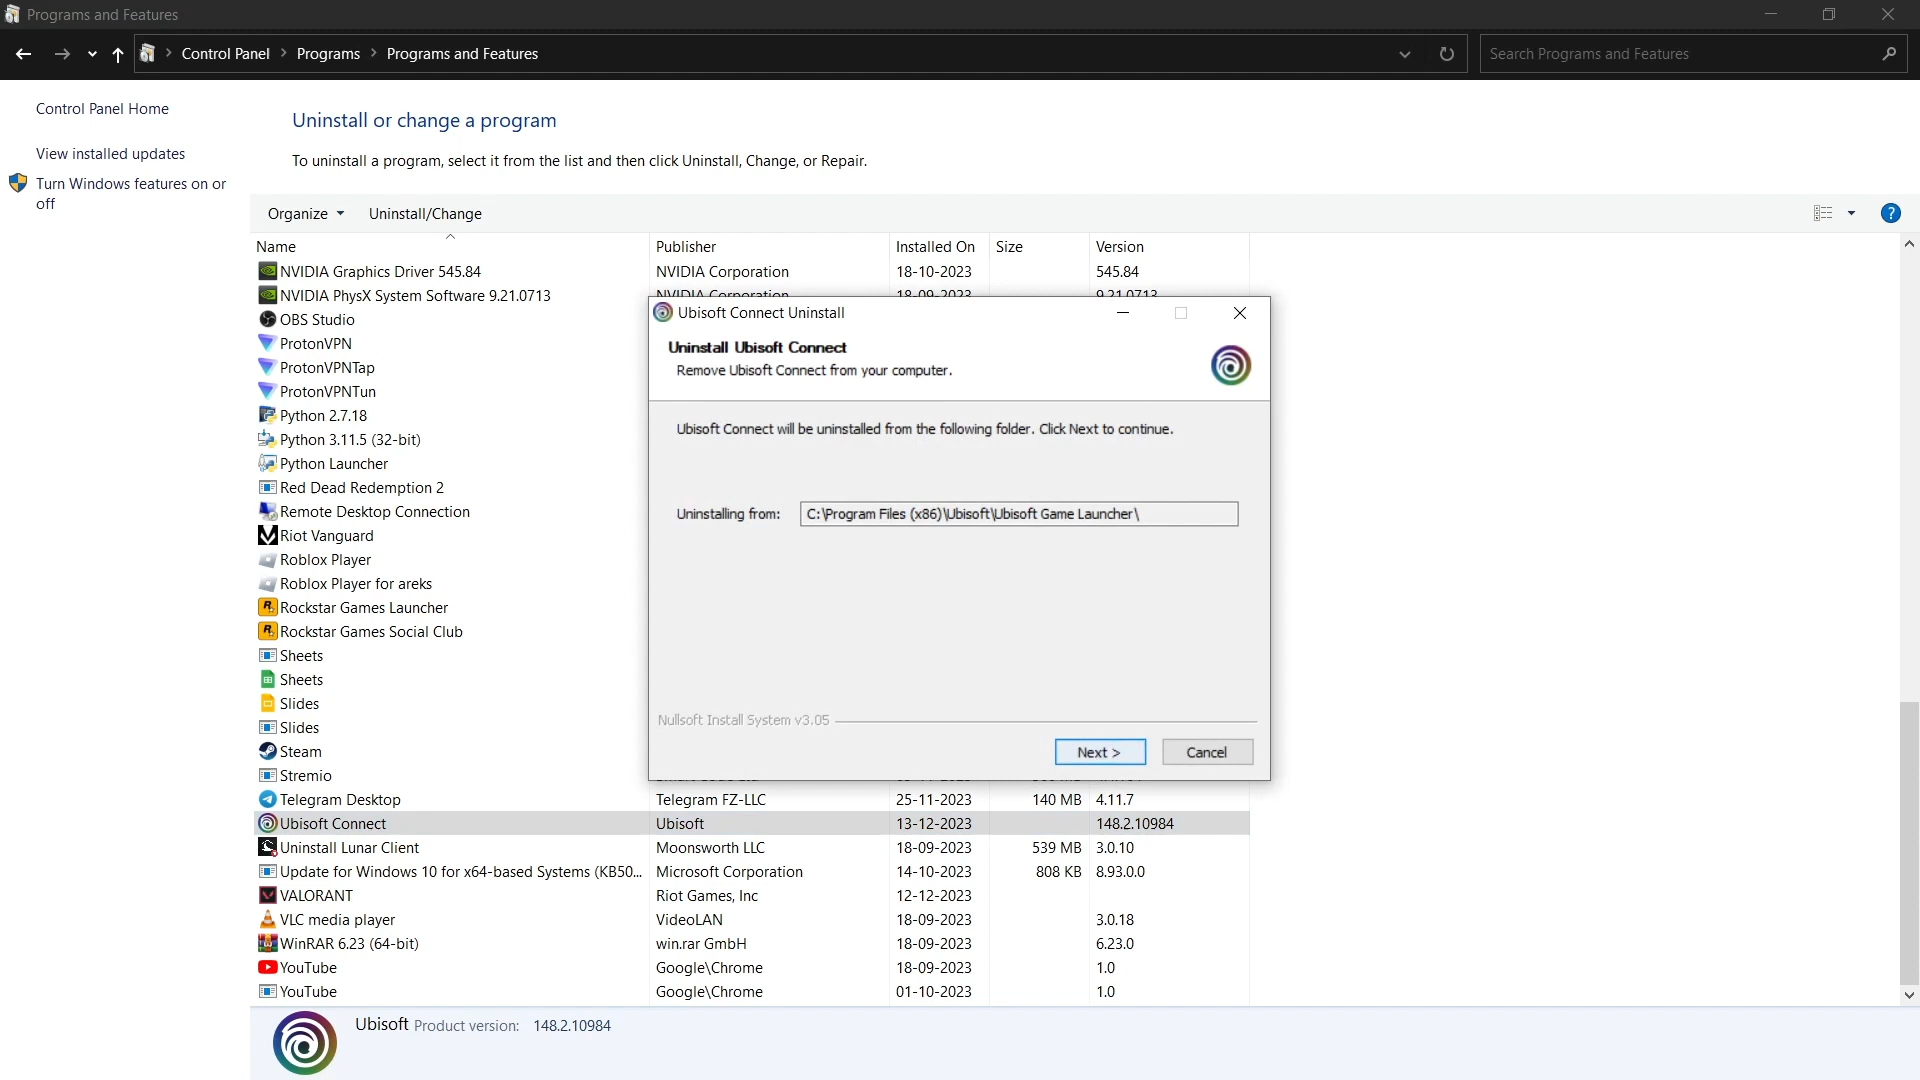 Programs and Features
Control Panel > Programs > Programs and Features
Search Programs and Features
Control Panel Home
View installed updates
Turn Windows features on or
off
Uninstall or change a program
To uninstall a program, select it from the list and then click Uninstall, Change, or Repair.
Organize Uninstall/Change
?
Name Publisher Installed On Size Version
NVIDIA Graphics Driver 545.84 NVIDIA Corporation 18-10-2023 545.84
NVIDIA PhysX System Software 9.21.0713 NVIDIA Corporation 18-09-2023 9.21.0713
OBS Studio
ProtonVPN
ProtonVPNTap
ProtonVPNTun
Python 2.7.18
Python 3.11.5 (32-bit)
Python Launcher
Red Dead Redemption 2
Remote Desktop Connection
Riot Vanguard
Roblox Player
Roblox Player for areks
Rockstar Games Launcher
Rockstar Games Social Club
Sheets
Sheets
Slides
Slides
Steam
Stremio
Telegram Desktop Telegram FZ-LLC 25-11-2023 140 MB 4.11.7
Ubisoft Connect Ubisoft 13-12-2023 148.2.10984
Uninstall Lunar Client Moonsworth LLC 18-09-2023 539 MB 3.0.10
Update for Windows 10 for x64-based Systems (KB50... Microsoft Corporation 14-10-2023 808 KB 8.93.0.0
VALORANT Riot Games, Inc 12-12-2023
VLC media player VideoLAN 18-09-2023 3.0.18
WinRAR 6.23 (64-bit) win.rar GmbH 18-09-2023 6.23.0
YouTube Google\Chrome 18-09-2023 1.0
YouTube Google\Chrome 01-10-2023 1.0
Ubisoft Connect Uninstall
Uninstall Ubisoft Connect
Remove Ubisoft Connect from your computer.
Ubisoft Connect will be uninstalled from the following folder. Click Next to continue.
Uninstalling from: C:\Program Files (x86)\Ubisoft\Ubisoft Game Launcher\
Nullsoft Install System v3.05
Next > Cancel
Ubisoft Product version: 148.2.10984